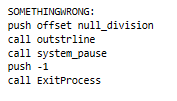 SOMETHINGWRONG:
push offset null_division
call outstrline
call system_pause
push -1
call ExitProcess